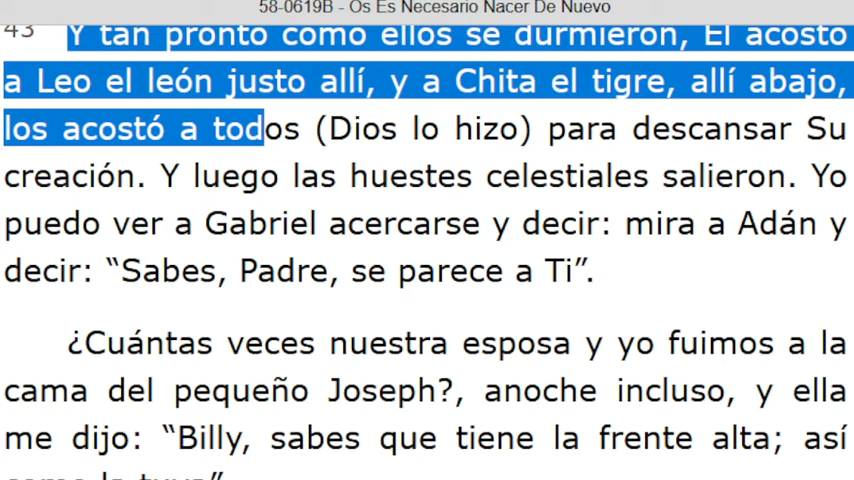 58-0619B - Os Es Necesario Nacer De Nuevo
43 Y tan pronto como ellos se durmieron, Él acostó
a Leo el león justo allí, y a Chita el tigre, allí abajo,
los acostó a todos (Dios lo hizo) para descansar Su
creación. Y luego las huestes celestiales salieron. Yo
puedo ver a Gabriel acercarse y decir: mira a Adán y
decir: “Sabes, Padre, se parece a Ti”.
¿Cuántas veces nuestra esposa y yo fuimos a la
cama del pequeño Joseph?, anoche incluso, y ella
me dijo: “Billy, sabes que tiene la frente alta; así
como la tuya”